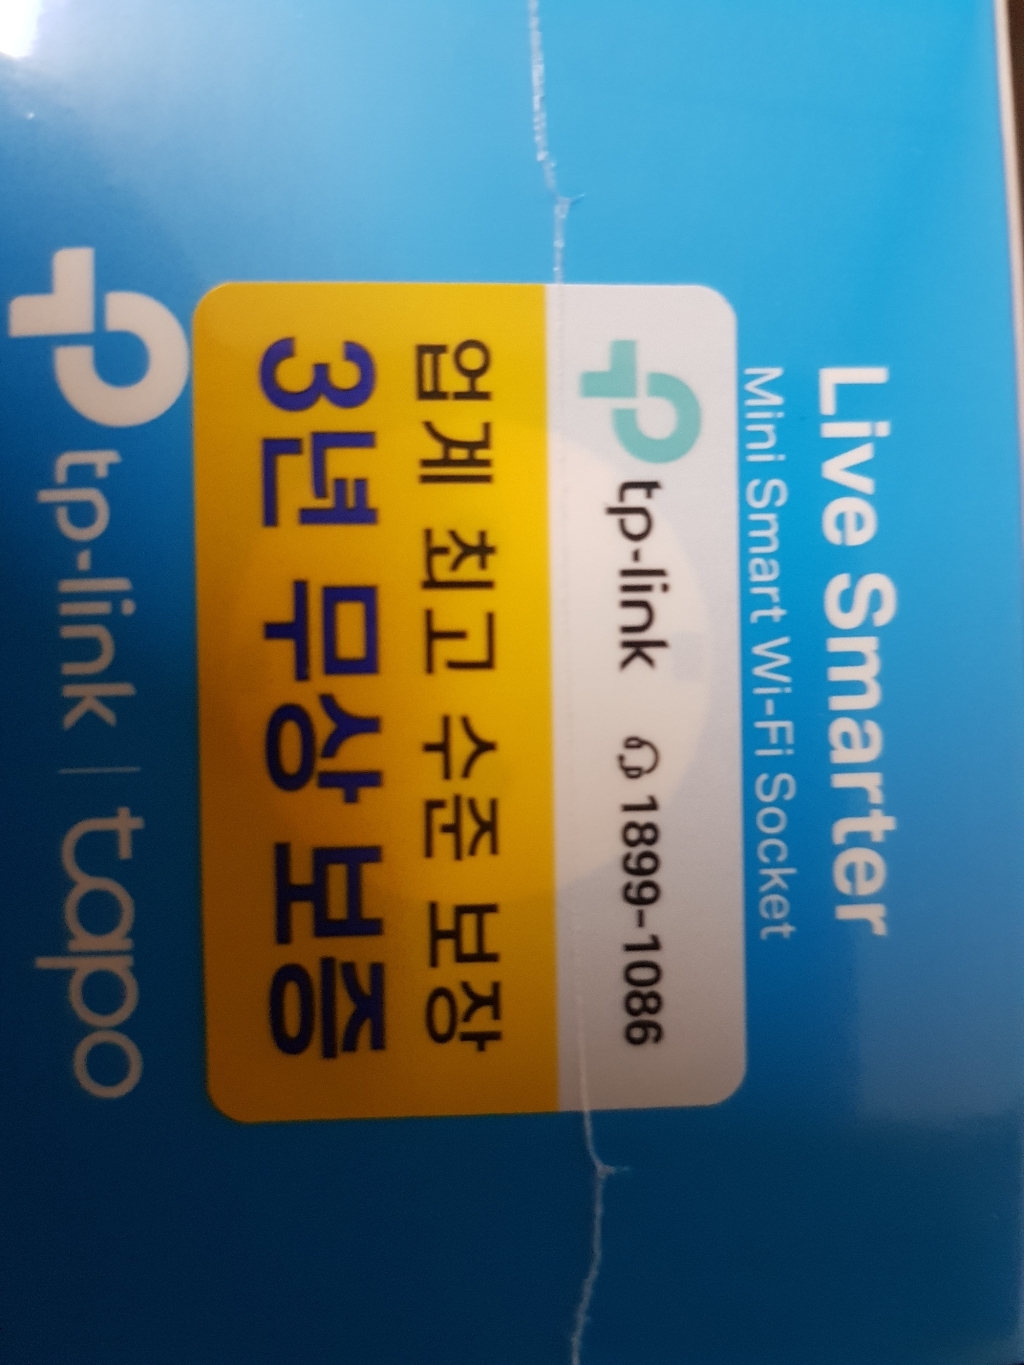 Live Smarter
Mini Smart Wi-Fi Socket
tp-link 1899-1086
업계 최고 수준 보장
3년 무상 보증
tp-link | tapo